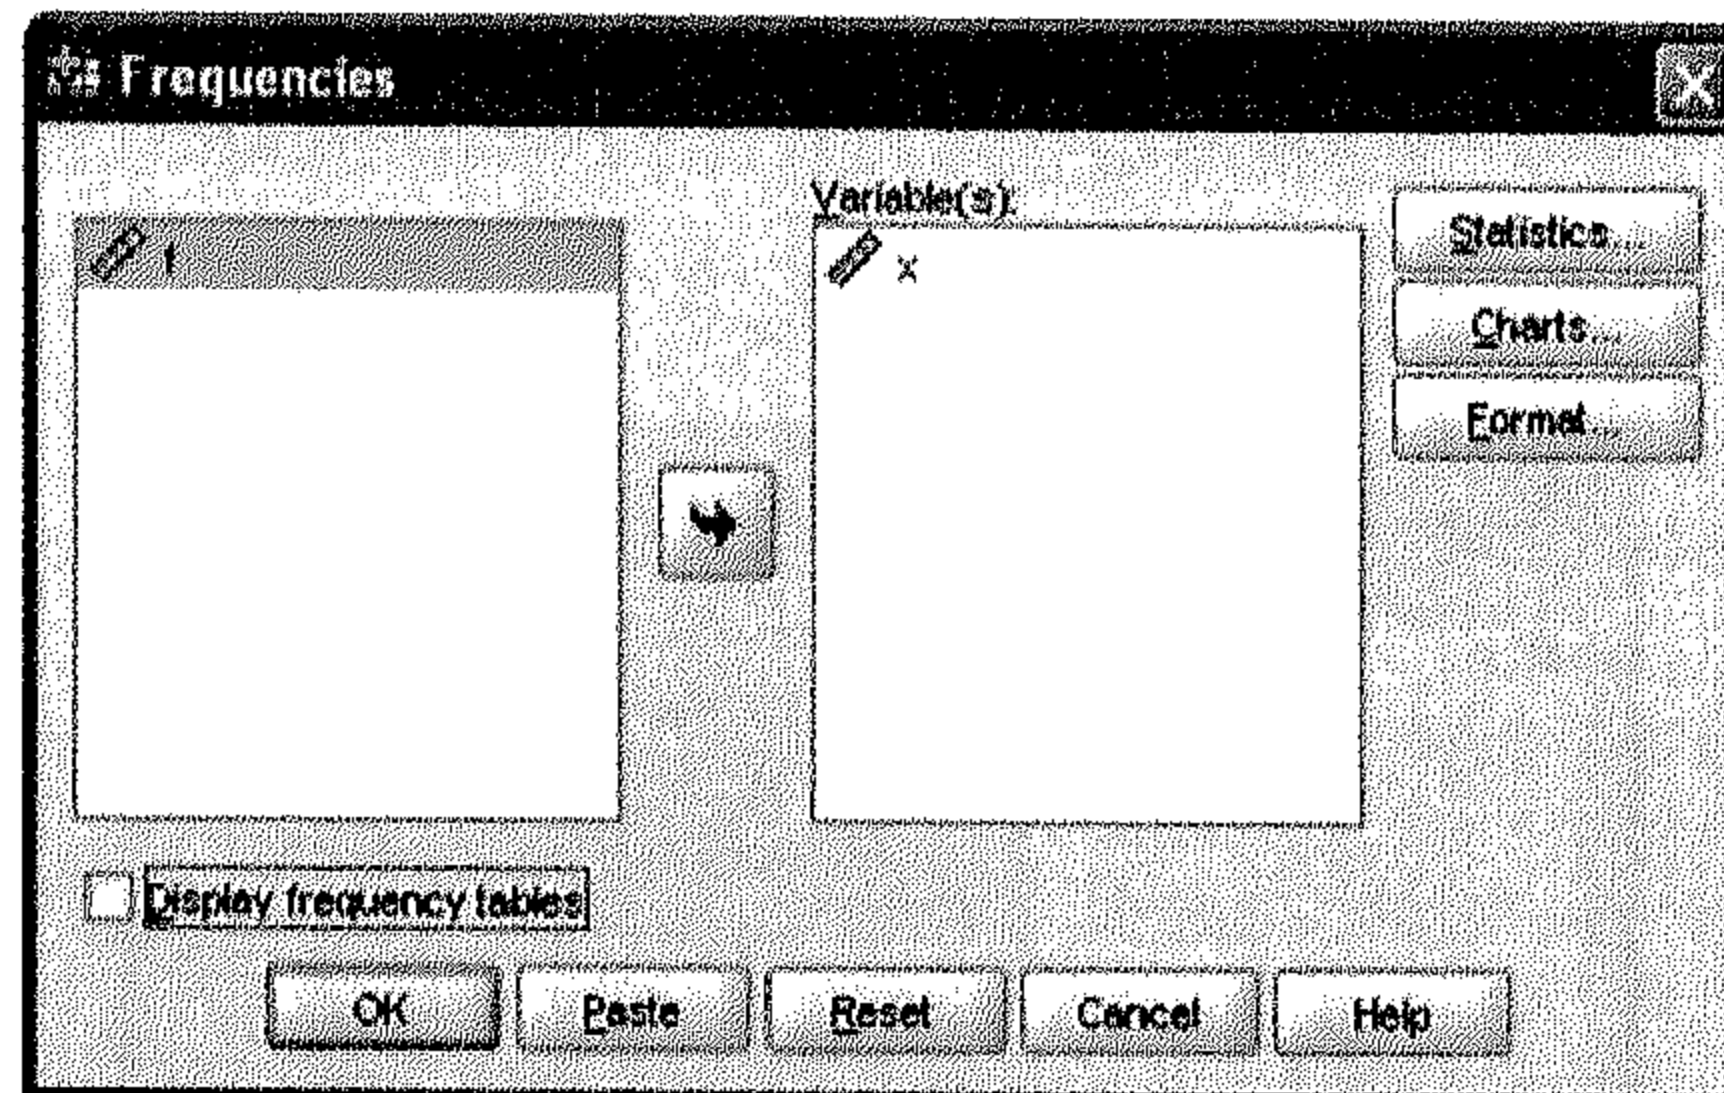 Frequencies
Variable(s):
f
x
Statistics...
Charts...
Format...
Display frequency tables
OK Paste Reset Cancel Help